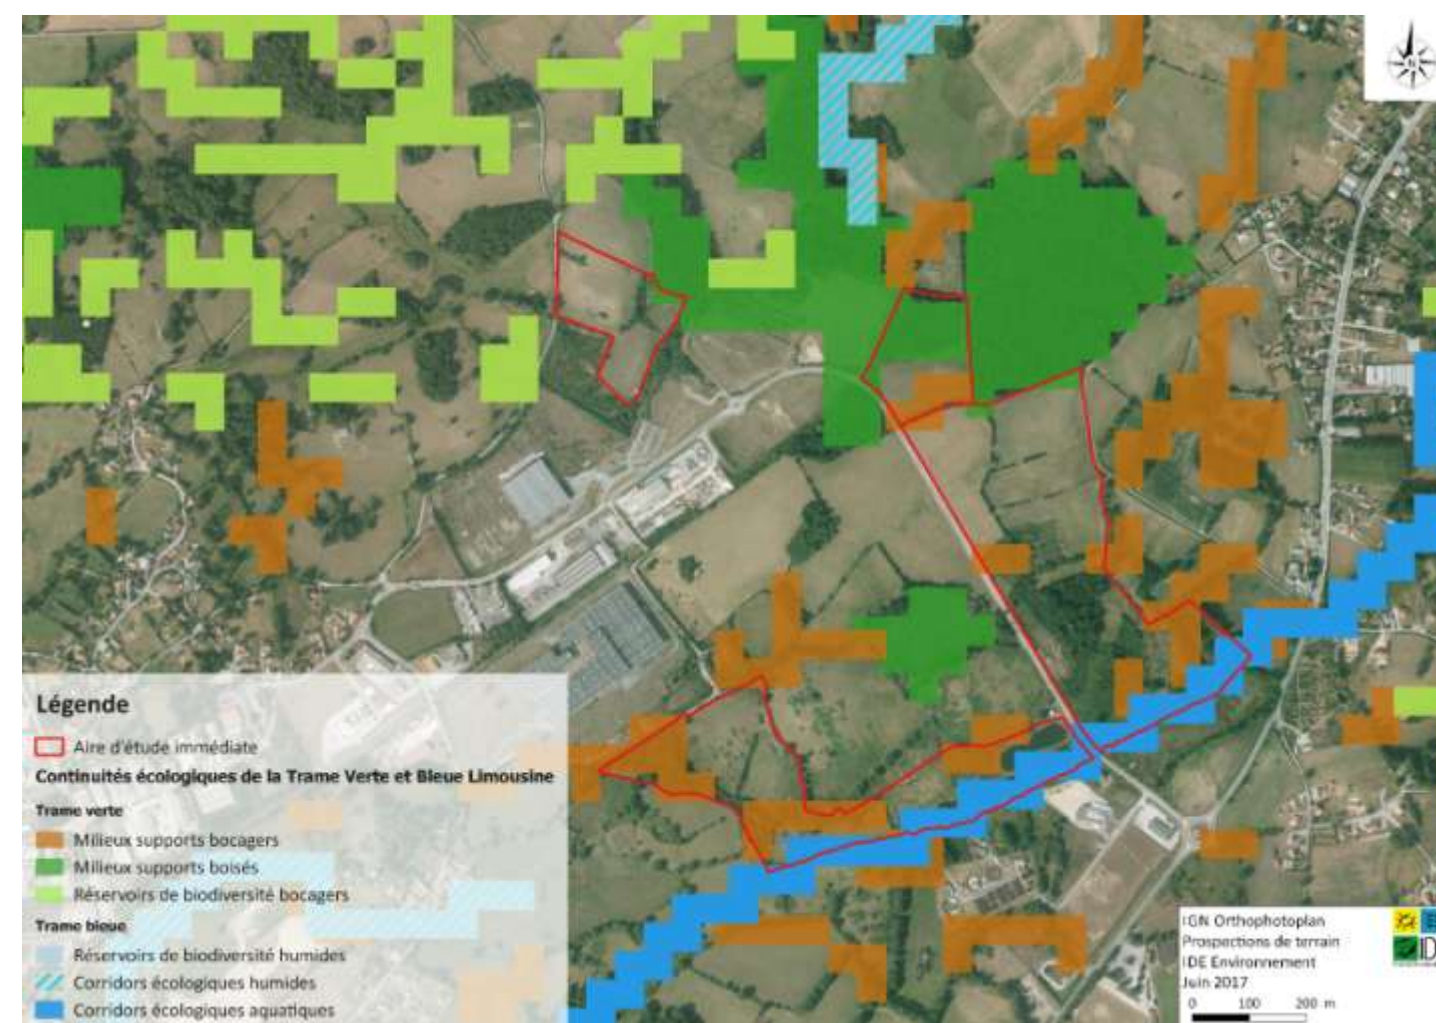 N
Légende
Aire d'étude immédiate
Continuités écologiques de la Trame Verte et Bleue Limousine
Trame verte
Milieux supports bocagers
Milieux supports boisés
Réservoirs de biodiversité bocagers
Trame bleue
Réservoirs de biodiversité humides
Corridors écologiques humides
Corridors écologiques aquatiques
IGN Orthophotoplan
Prospections de terrain
IDE Environnement
Juin 2017
0 100 200 m